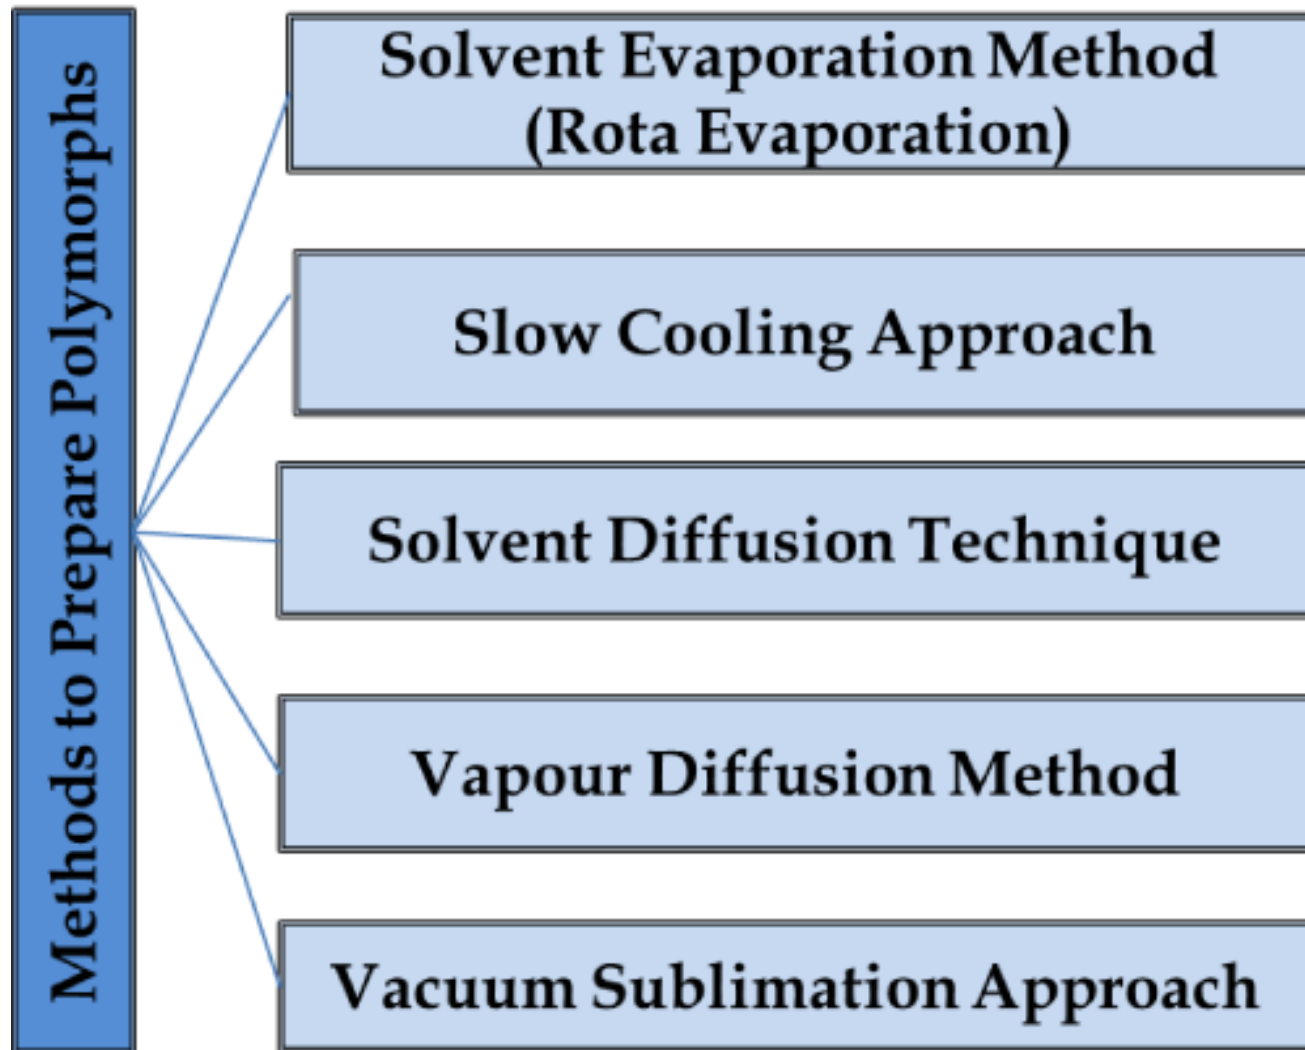 Methods to Prepare Polymorphs
Solvent Evaporation Method
(Rota Evaporation)
Slow Cooling Approach
Solvent Diffusion Technique
Vapour Diffusion Method
Vacuum Sublimation Approach